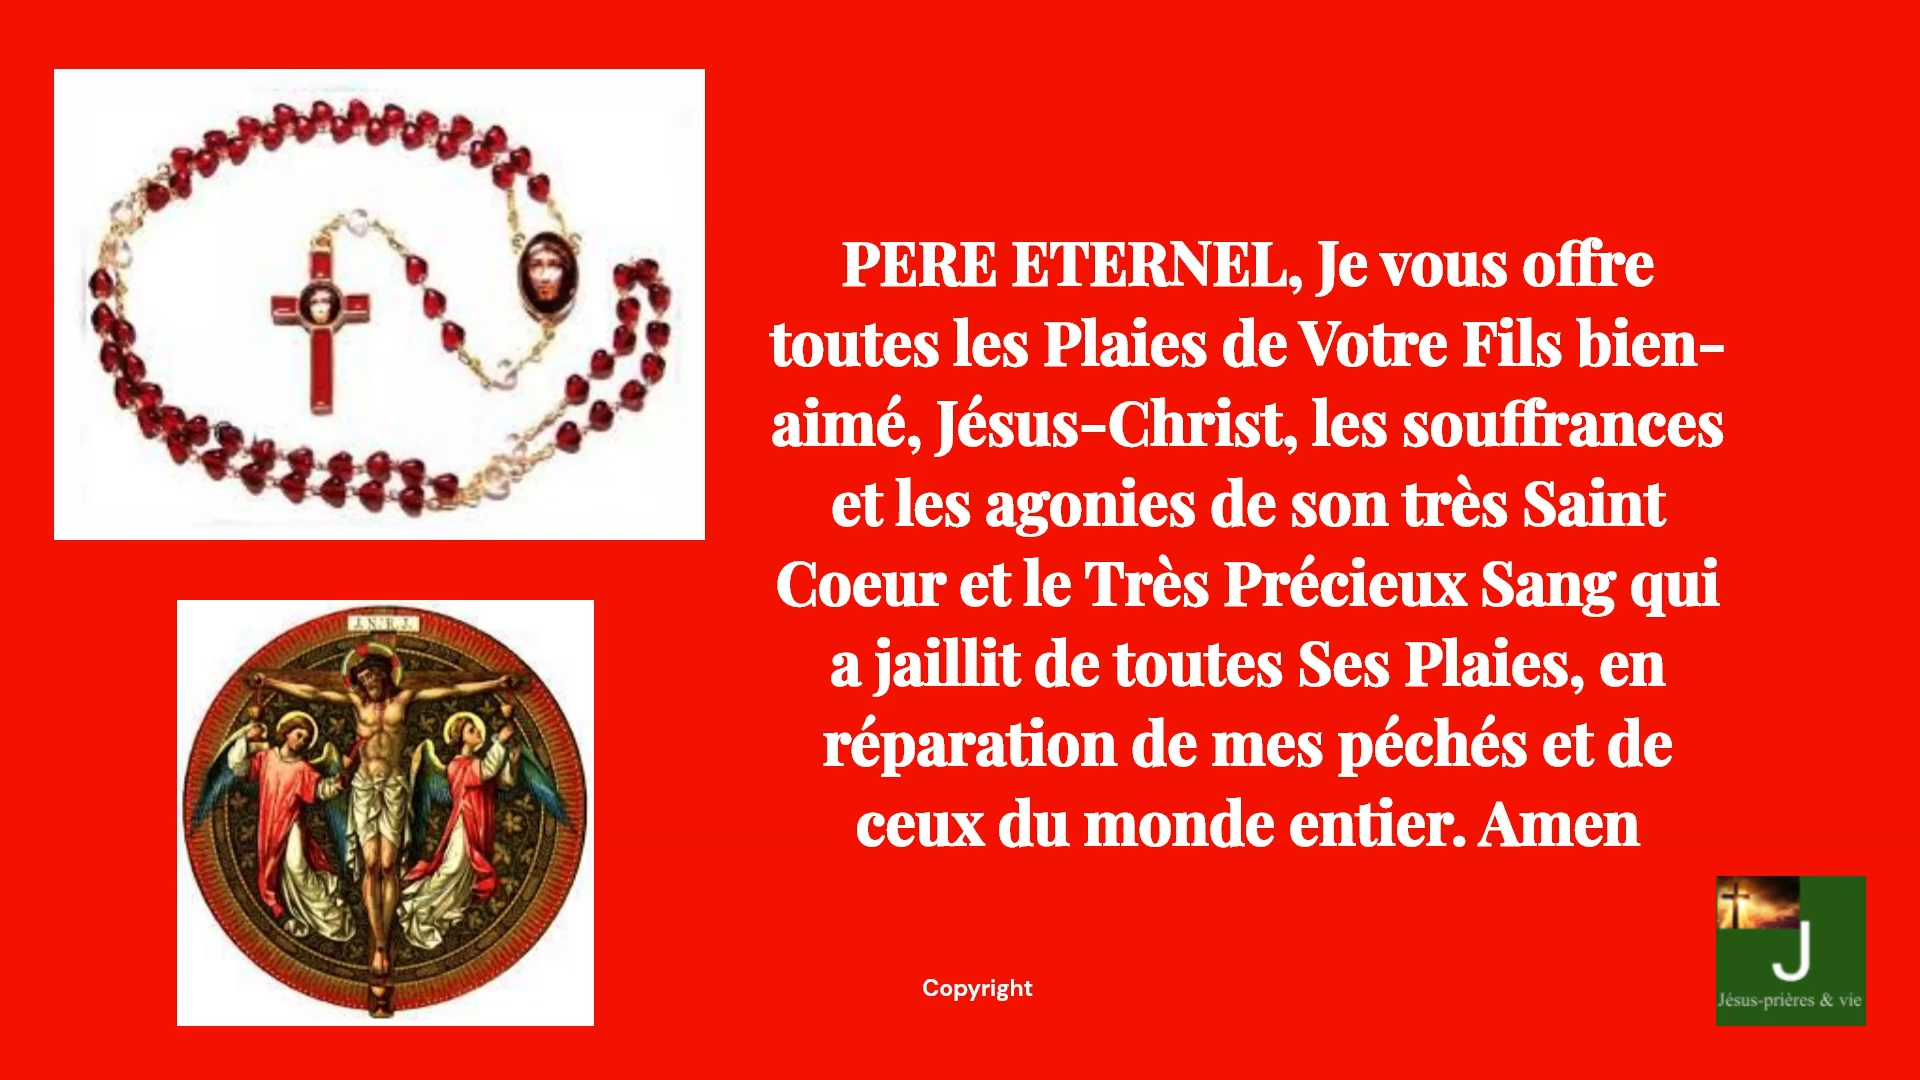 PERE ETERNEL, Je vous offre
toutes les Plaies de Votre Fils bien-
aimé, Jésus-Christ, les souffrances
et les agonies de son très Saint
Coeur et le Très Précieux Sang qui
a jaillit de toutes Ses Plaies, en
réparation de mes péchés et de
ceux du monde entier. Amen
J.N.R.J.
Copyright
J
Jésus-prières & vie